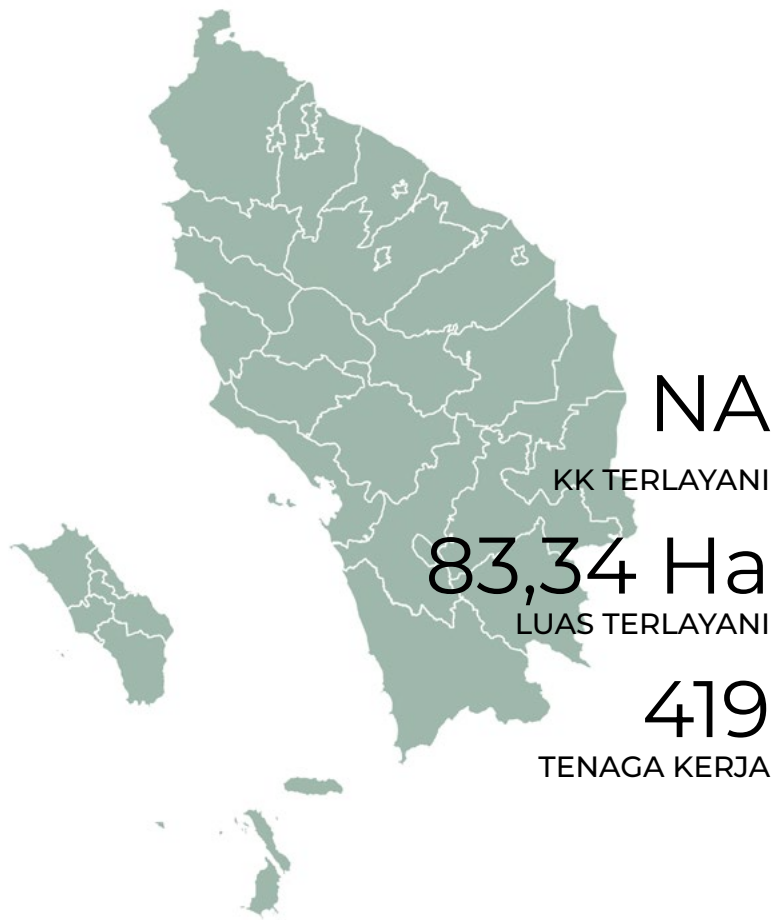 NA
KK TERLAYANI
83,34 Ha
LUAS TERLAYANI
419
TENAGA KERJA